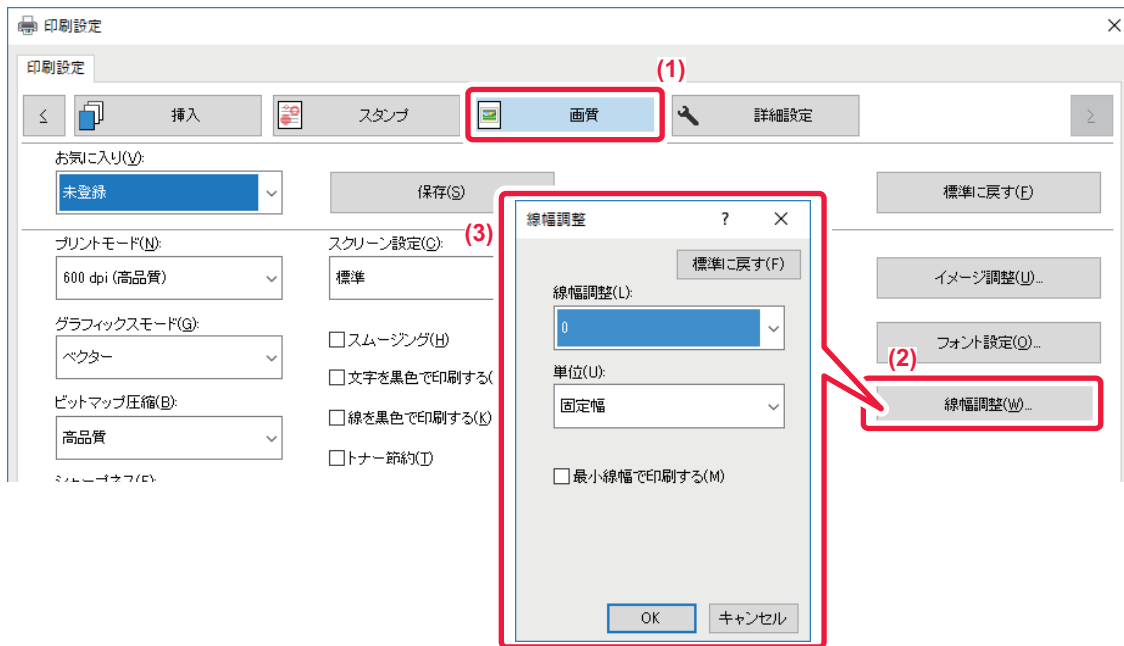 印刷設定
印刷設定
(1)
挿入
スタンプ
画質
詳細設定
お気に入り(V):
未登録
保存(S)
標準に戻す(F)
プリントモード(N):
600 dpi (高品質)
スクリーン設定(C):
標準
(3)
線幅調整
?
標準に戻す(F)
線幅調整(L):
0
単位(U):
固定幅
最小線幅で印刷する(M)
OK
キャンセル
イメージ調整(U)...
グラフィックスモード(G):
ベクター
スムージング(H)
文字を黒色で印刷する(
線を黒色で印刷する(K)
トナー節約(T)
フォント設定(O)...
(2)
線幅調整(W)...
ビットマップ圧縮(B):
高品質